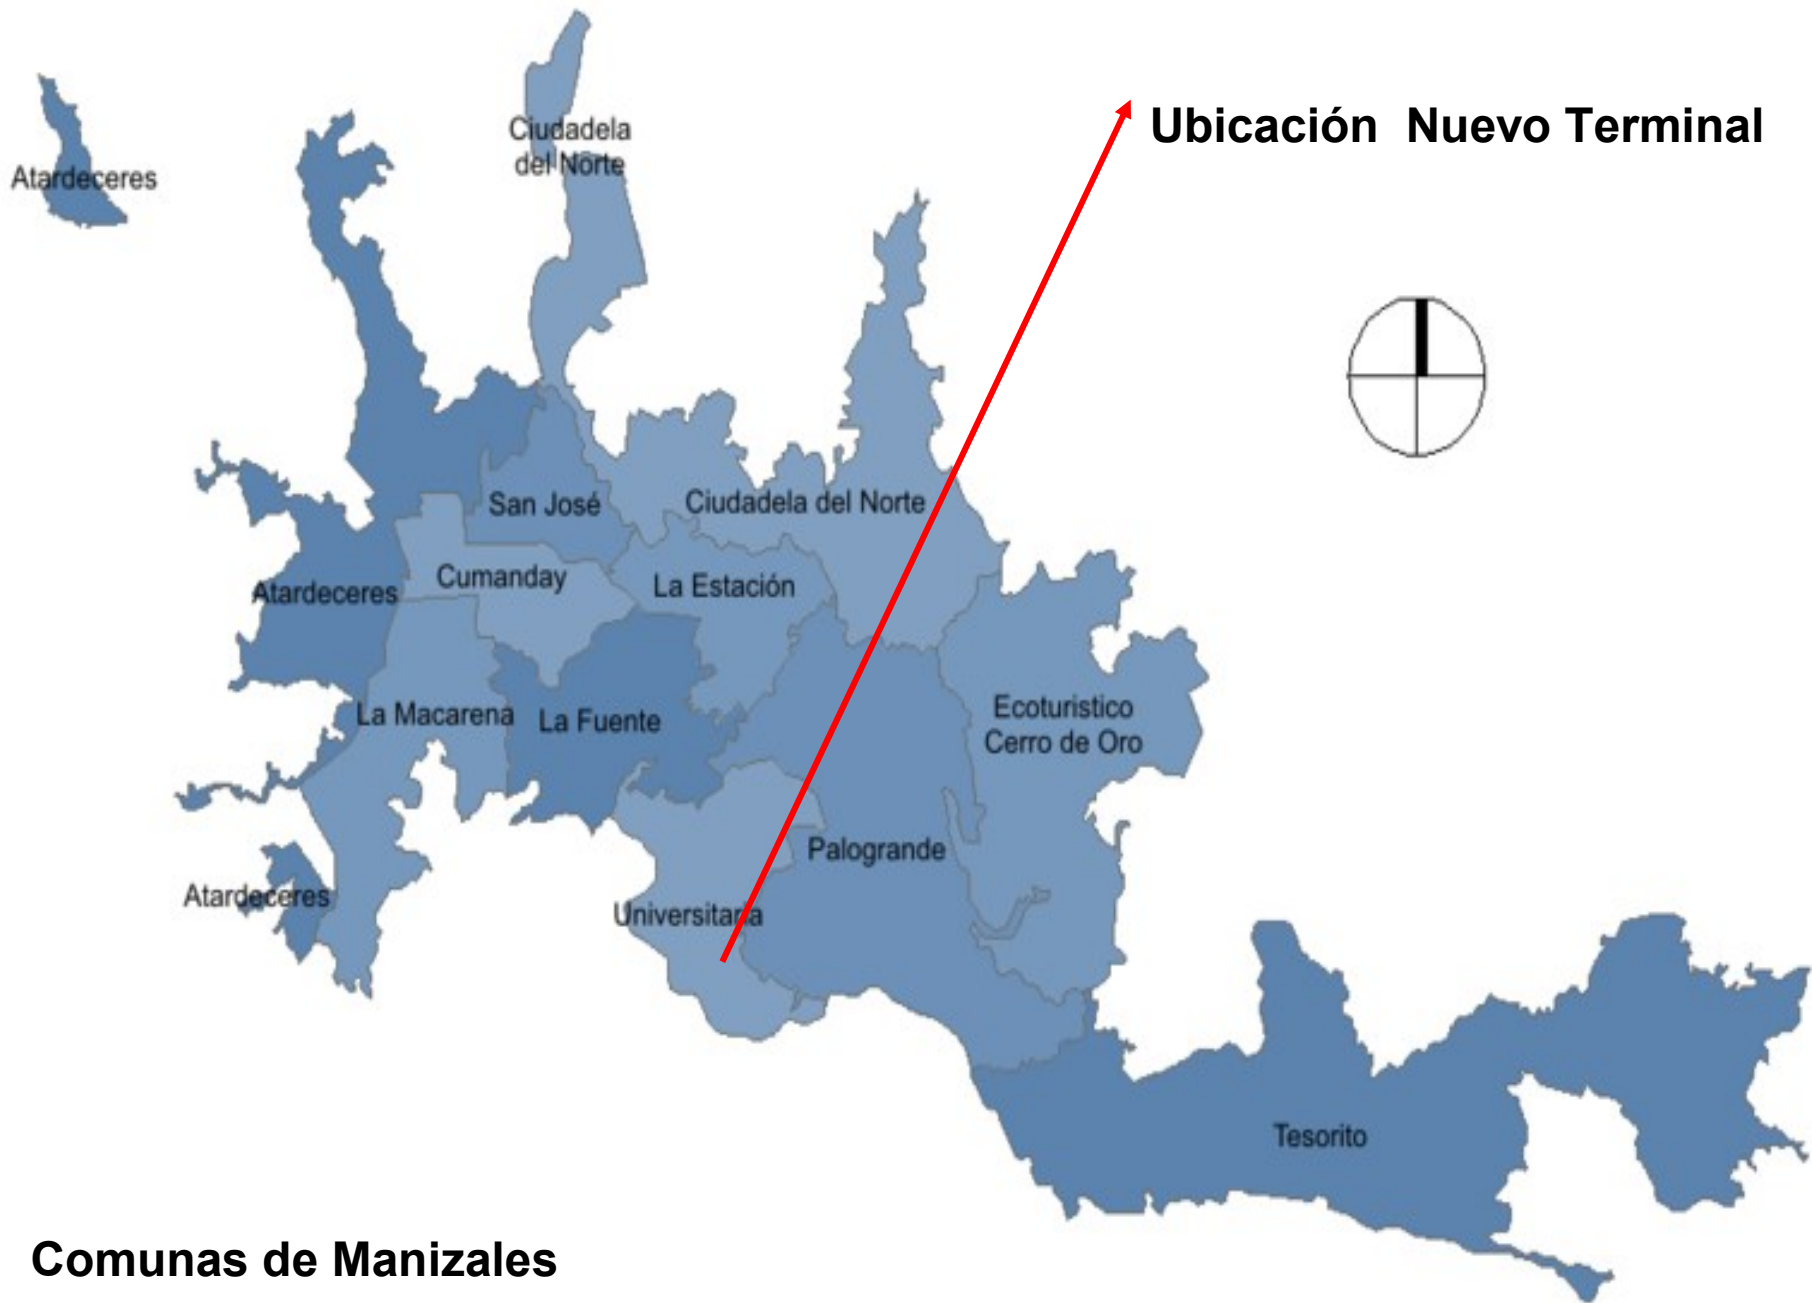 Ciudadela
del Norte
Ubicación  Nuevo Terminal
Atardeceres
San José
Ciudadela del Norte
Cumanday
La Estación
Atardeceres
La Macarena
La Fuente
Ecoturistico
Cerro de Oro
Palogrande
Atardeceres
Universitaria
Tesorito
Comunas de Manizales